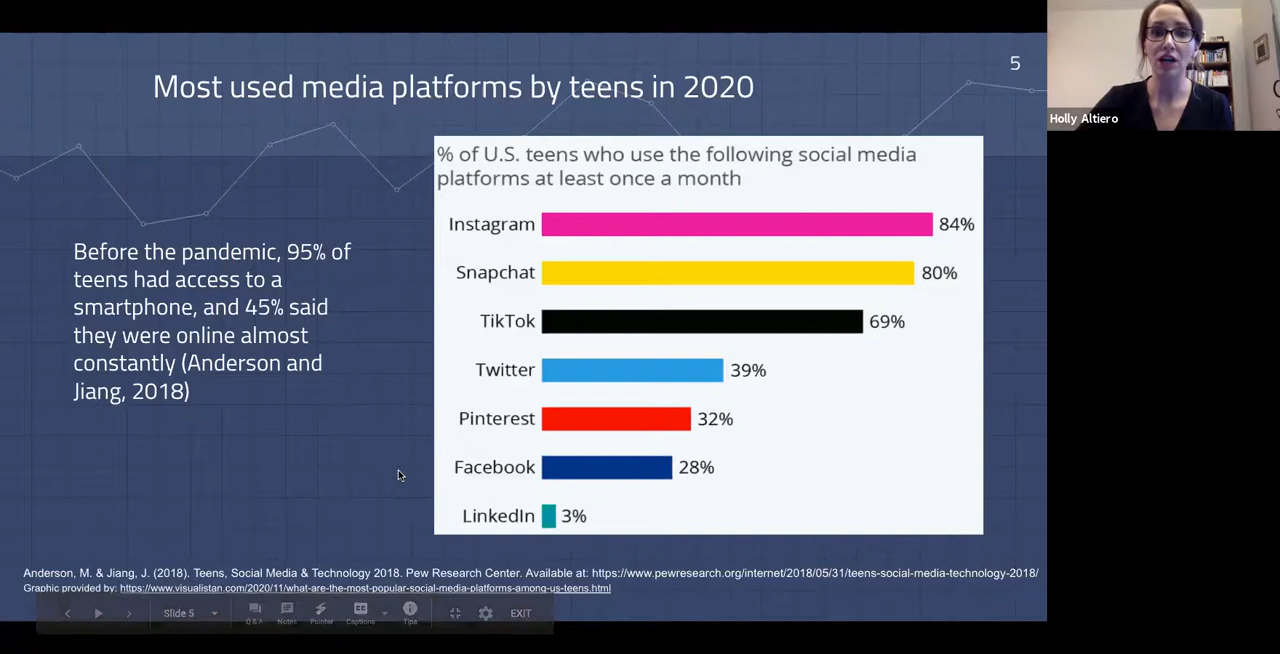 Most used media platforms by teens in 2020
5
Holly Altiero
% of U.S. teens who use the following social media
platforms at least once a month
Instagram 84%
Snapchat 80%
TikTok 69%
Twitter 39%
Pinterest 32%
Facebook 28%
LinkedIn 3%
Before the pandemic, 95% of
teens had access to a
smartphone, and 45% said
they were online almost
constantly (Anderson and
Jiang, 2018)
Anderson, M. & Jiang, J. (2018). Teens, Social Media & Technology 2018. Pew Research Center. Available at: https://www.pewresearch.org/internet/2018/05/31/teens-social-media-technology-2018/
Graphic provided by: https://www.visualistan.com/2020/11/what-are-the-most-popular-social-media-platforms-among-us-teens.html
Slide 5
Q & A
Notes
Pointer
Captions
Tips
EXIT